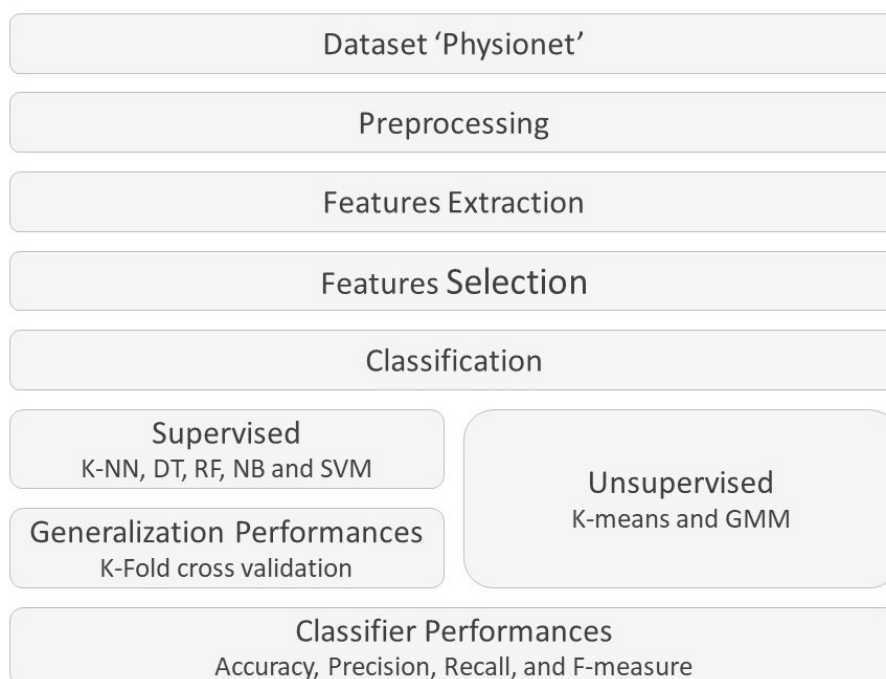 Dataset ‘Physionet’
Preprocessing
Features Extraction
Features Selection
Classification
Supervised
K-NN, DT, RF, NB and SVM
Generalization Performances
K-Fold cross validation
Unsupervised
K-means and GMM
Classifier Performances
Accuracy, Precision, Recall, and F-measure